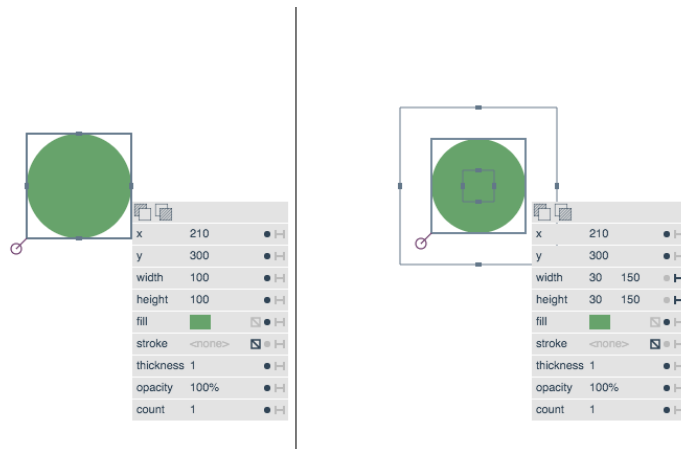 x 210
y 300
width 100
height 100
fill
stroke <none>
thickness 1
opacity 100%
count 1
x 210
y 300
width 30 150
height 30 150
fill
stroke <none>
thickness 1
opacity 100%
count 1